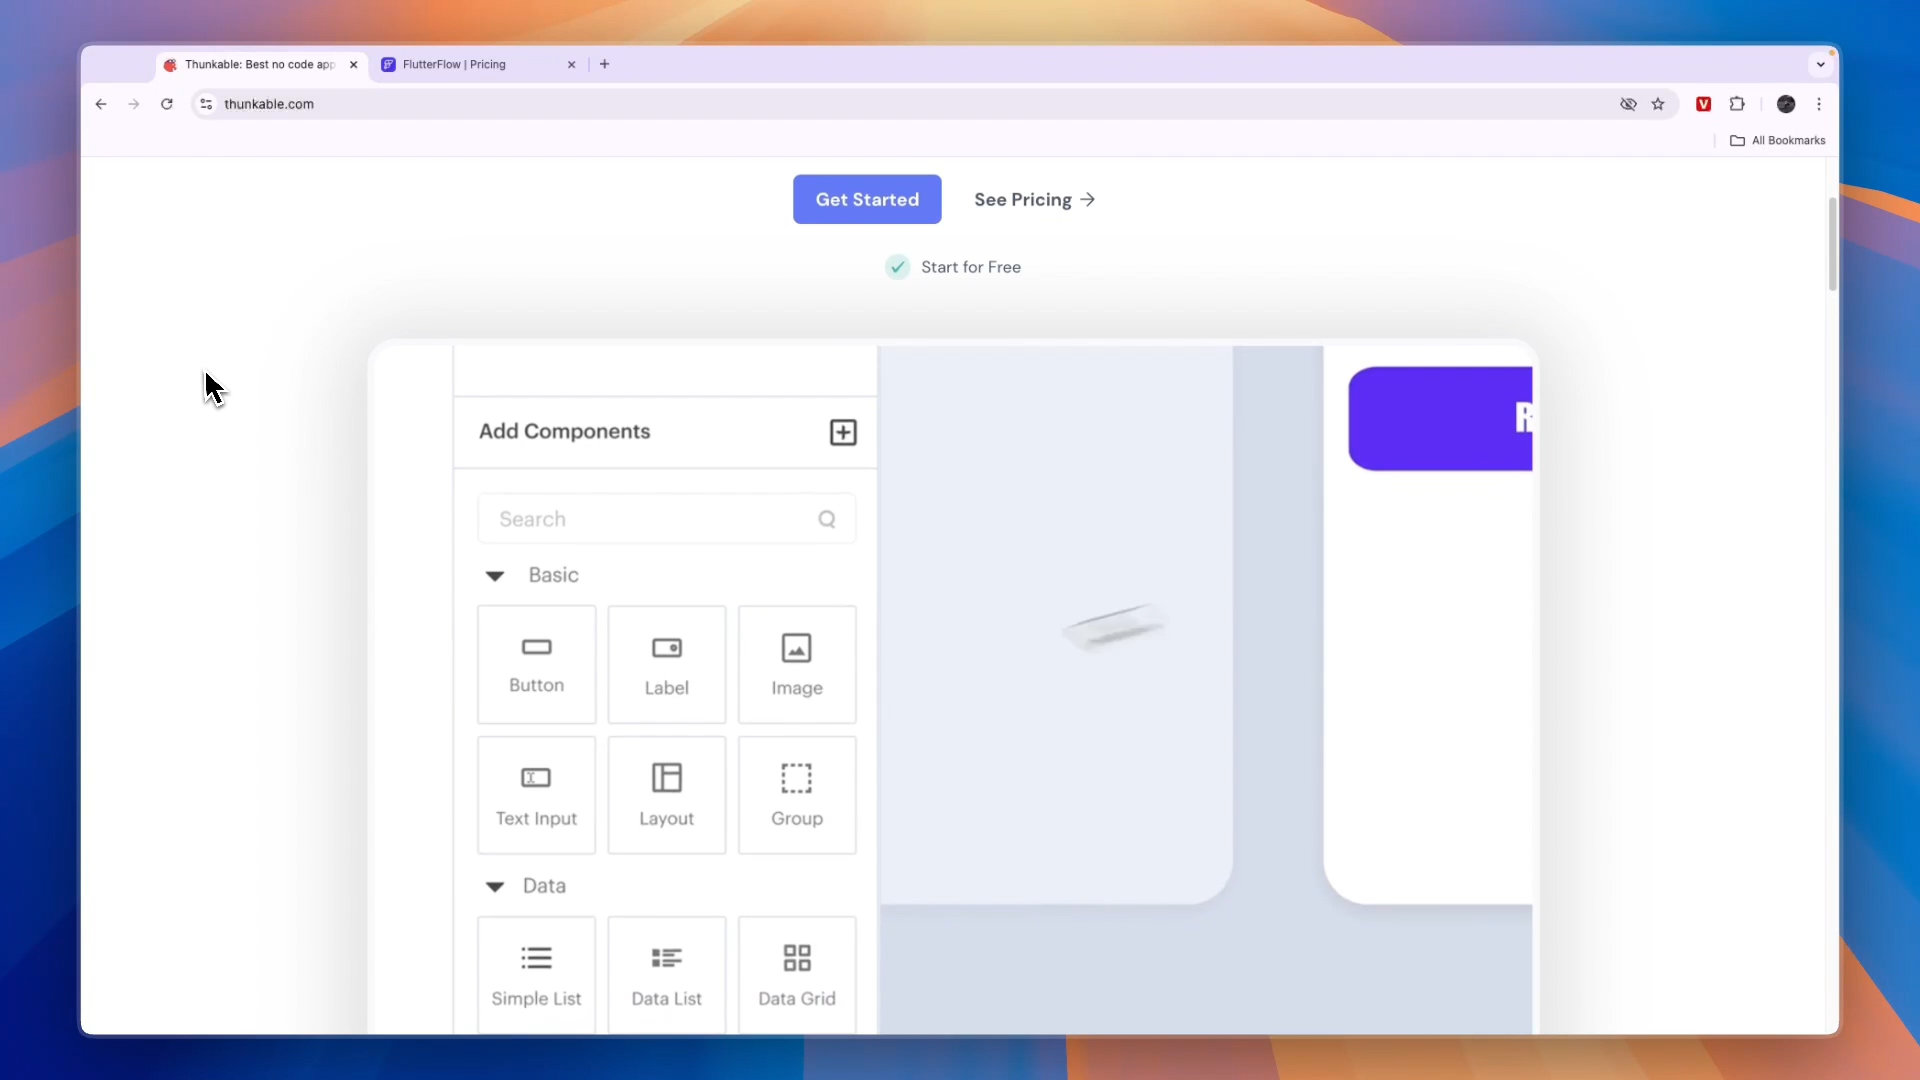 Thunkable: Best no code app
FlutterFlow | Pricing
thunkable.com
All Bookmarks
Get Started
See Pricing →
Start for Free
Add Components
Search
Basic
Button
Label
Image
Text Input
Layout
Group
Data
Simple List
Data List
Data Grid